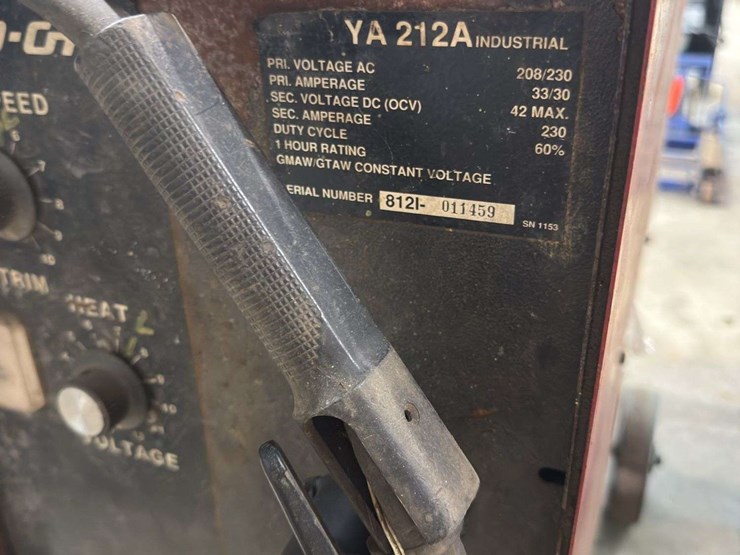 YA 212A INDUSTRIAL
PRI. VOLTAGE AC 208/230
PRI. AMPERAGE 33/30
SEC. VOLTAGE DC (OCV) 42 MAX.
SEC. AMPERAGE 230
DUTY CYCLE 60%
1 HOUR RATING
GMAW/GTAW CONSTANT VOLTAGE
ERIAL NUMBER 812I- 011459
SN 1153
EED
TRIM
HEAT
VOLTAGE